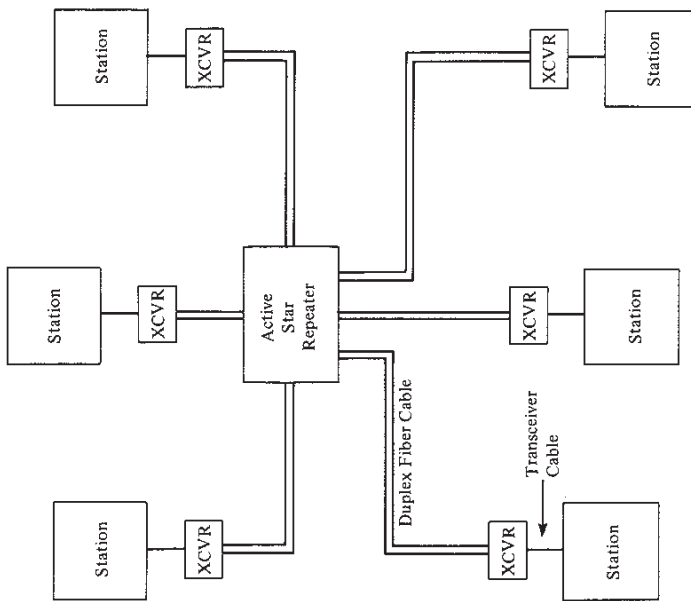 Station
Station
Station
XCVR
XCVR
XCVR
Active
Star
Repeater
XCVR
XCVR
XCVR
Duplex Fiber Cable
Transceiver
Cable
Station
Station
Station